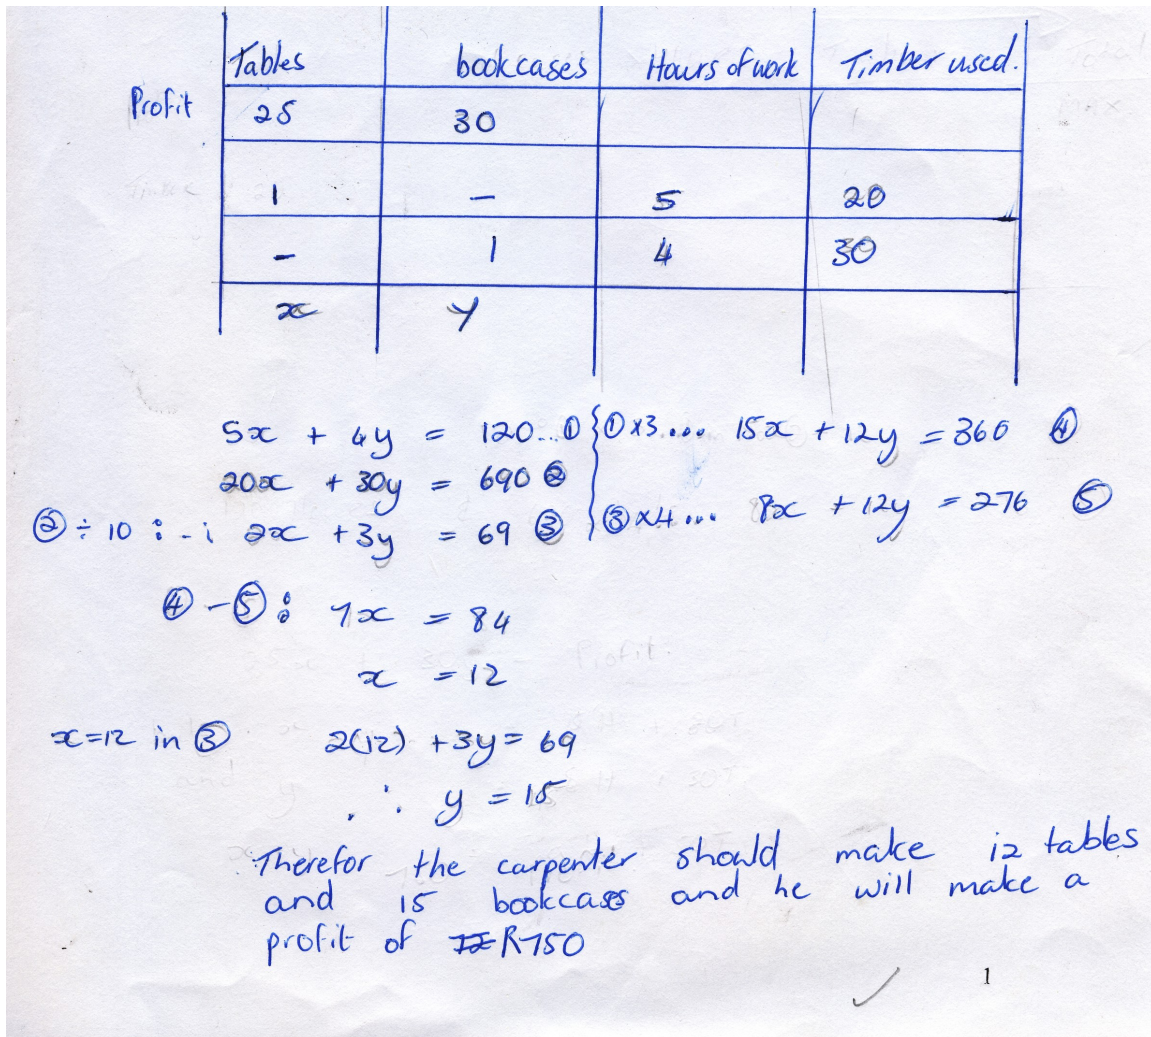 Tables bookcases Hours of work Timber used.
Profit 25 30
1 - 5 20
- 1 4 30
x y
5x + 4y = 120...① ①x3... 15x + 12y = 360 ④
20x + 30y = 690 ②
②÷10 : -; 2x + 3y = 69 ③ ③x4... 8x + 12y = 276 ⑤
④-⑤: 7x = 84
x = 12
x=12 in ③ 2(12) + 3y = 69
∴ y = 15
Therefor the carpenter should make 12 tables
and 15 bookcases and he will make a
profit of R750
1